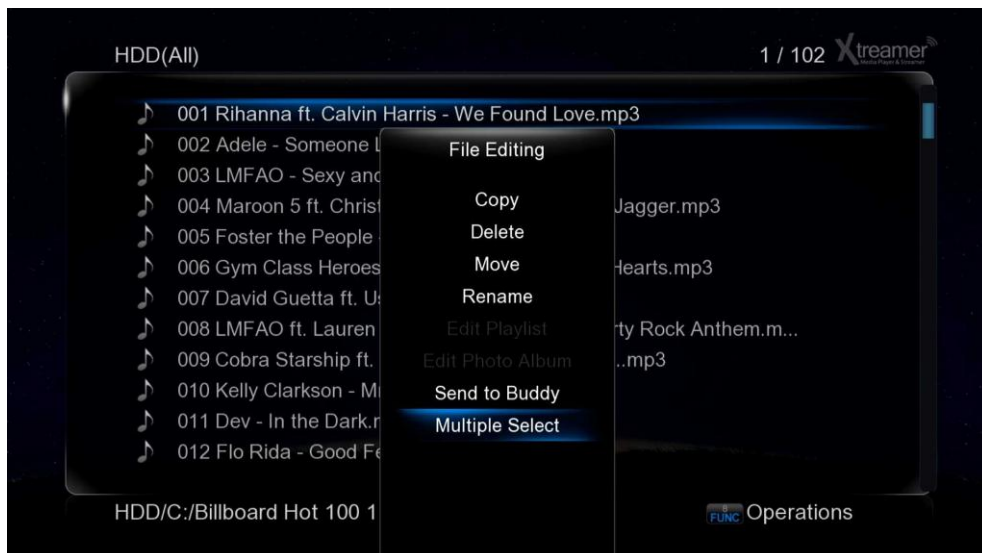 HDD(All)
1 / 102
Xtreamer
Media Player & Streamer
001 Rihanna ft. Calvin Harris - We Found Love.mp3
002 Adele - Someone L
003 LMFAO - Sexy and
004 Maroon 5 ft. Christ
Jagger.mp3
005 Foster the People -
006 Gym Class Heroes
Hearts.mp3
007 David Guetta ft. Us
008 LMFAO ft. Lauren
rty Rock Anthem.m...
009 Cobra Starship ft.
..mp3
010 Kelly Clarkson - Mr
011 Dev - In the Dark.r
012 Flo Rida - Good Fe
File Editing
Copy
Delete
Move
Rename
Edit Playlist
Edit Photo Album
Send to Buddy
Multiple Select
HDD/C:/Billboard Hot 100 1
FUNC Operations